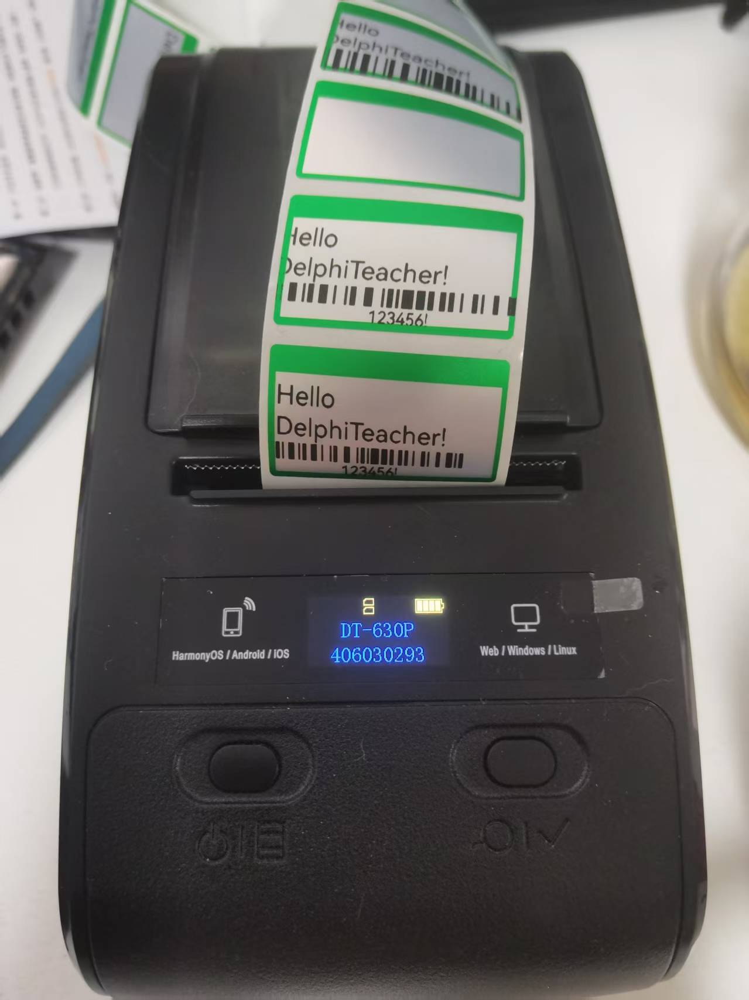 Hello
DelphiTeacher!
Hello
DelphiTeacher!
123456!
Hello
DelphiTeacher!
123456!
DT-630P
406030293
HarmonyOS / Android / iOS
Web / Windows / Linux